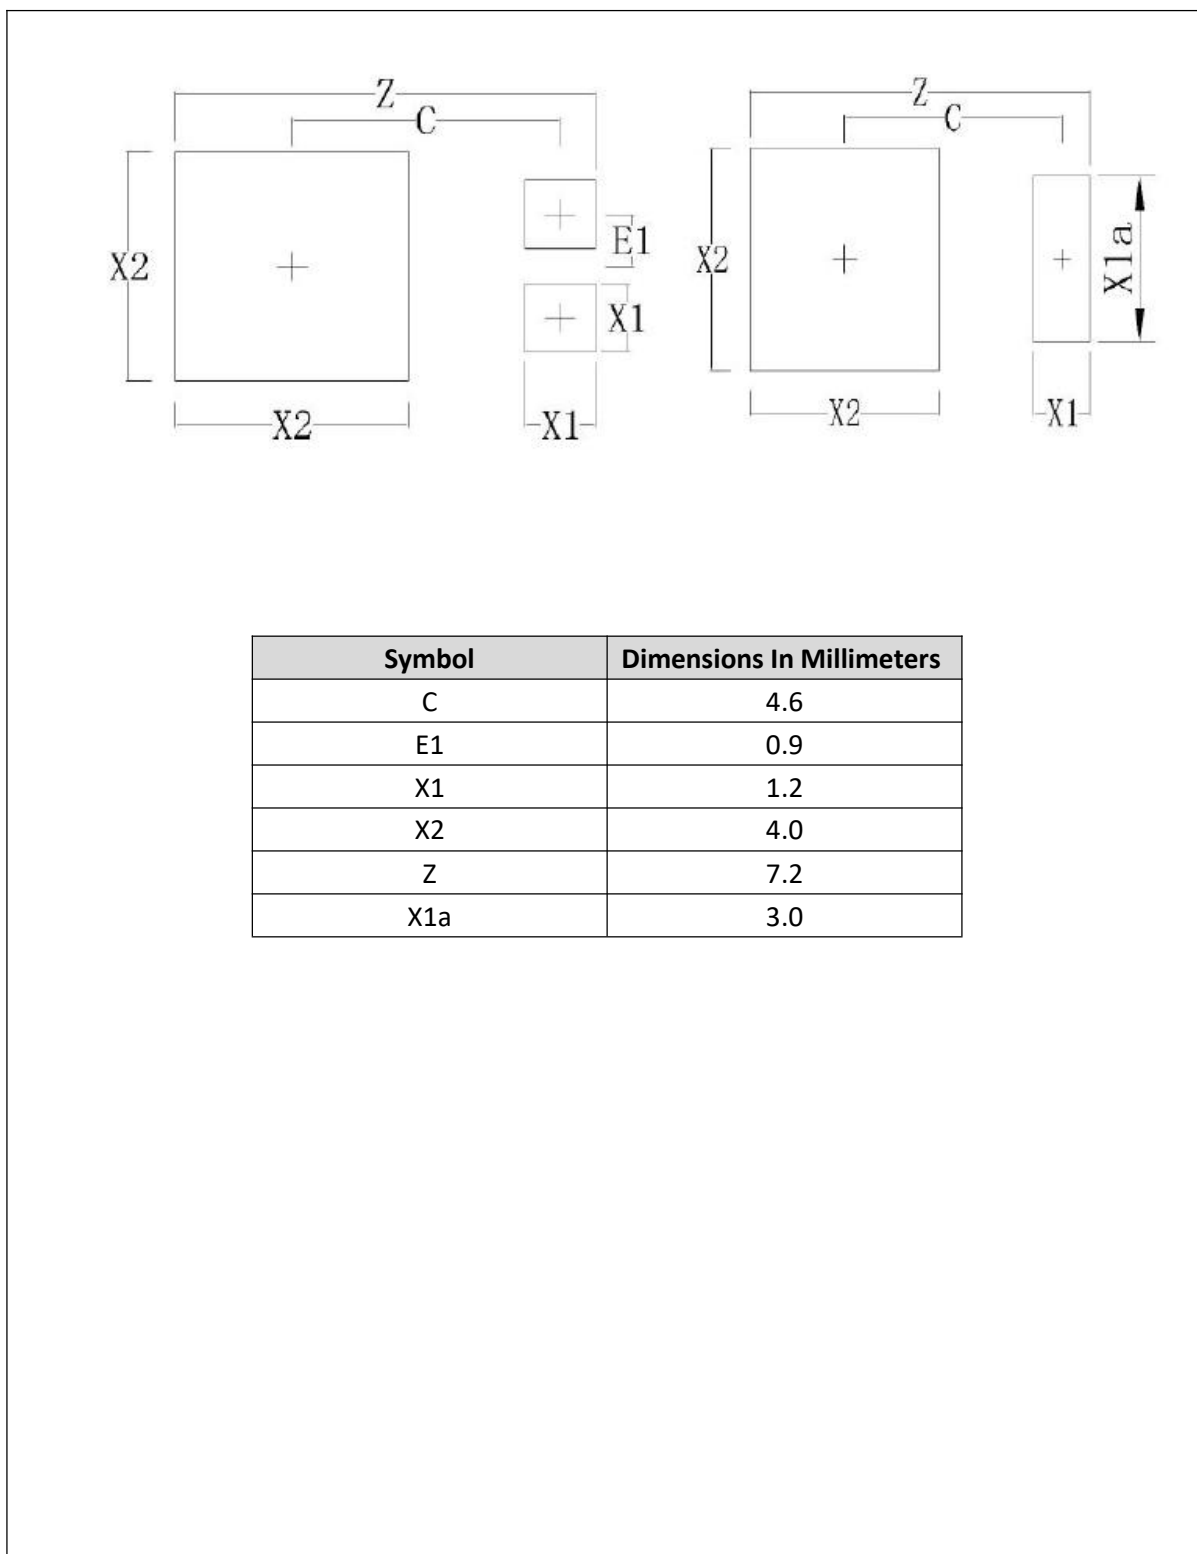 Z
C
X2
E1
X1
X2
X1
Z
C
X2
X1a
X2
X1
Symbol Dimensions In Millimeters
C 4.6
E1 0.9
X1 1.2
X2 4.0
Z 7.2
X1a 3.0